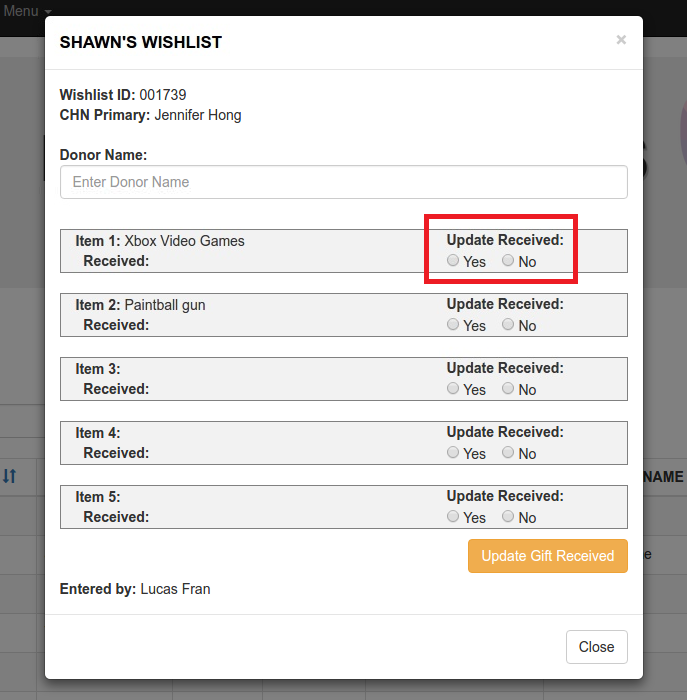 Menu
SHAWN'S WISHLIST ×
Wishlist ID: 001739
CHN Primary: Jennifer Hong
Donor Name:
Enter Donor Name
Item 1: Xbox Video Games Update Received:
Received: Yes No
Item 2: Paintball gun Update Received:
Received: Yes No
Item 3: Update Received:
Received: Yes No
Item 4: Update Received:
Received: Yes No
NAME
Item 5: Update Received:
Received: Yes No
Update Gift Received
Entered by: Lucas Fran
Close